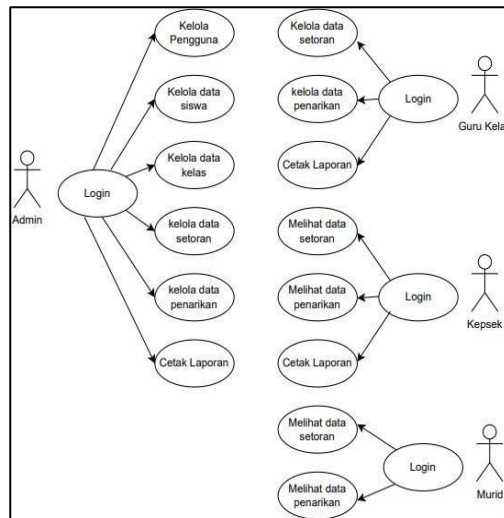 Kelola
Pengguna
Kelola data
siswa
Kelola data
kelas
kelola data
setoran
kelola data
penarikan
Cetak Laporan
Login
Admin
Kelola data
setoran
kelola data
penarikan
Cetak Laporan
Login
Guru Kela
Melihat data
setoran
Melihat data
penarikan
Cetak Laporan
Login
Kepsek
Melihat data
setoran
Melihat data
penarikan
Login
Murid